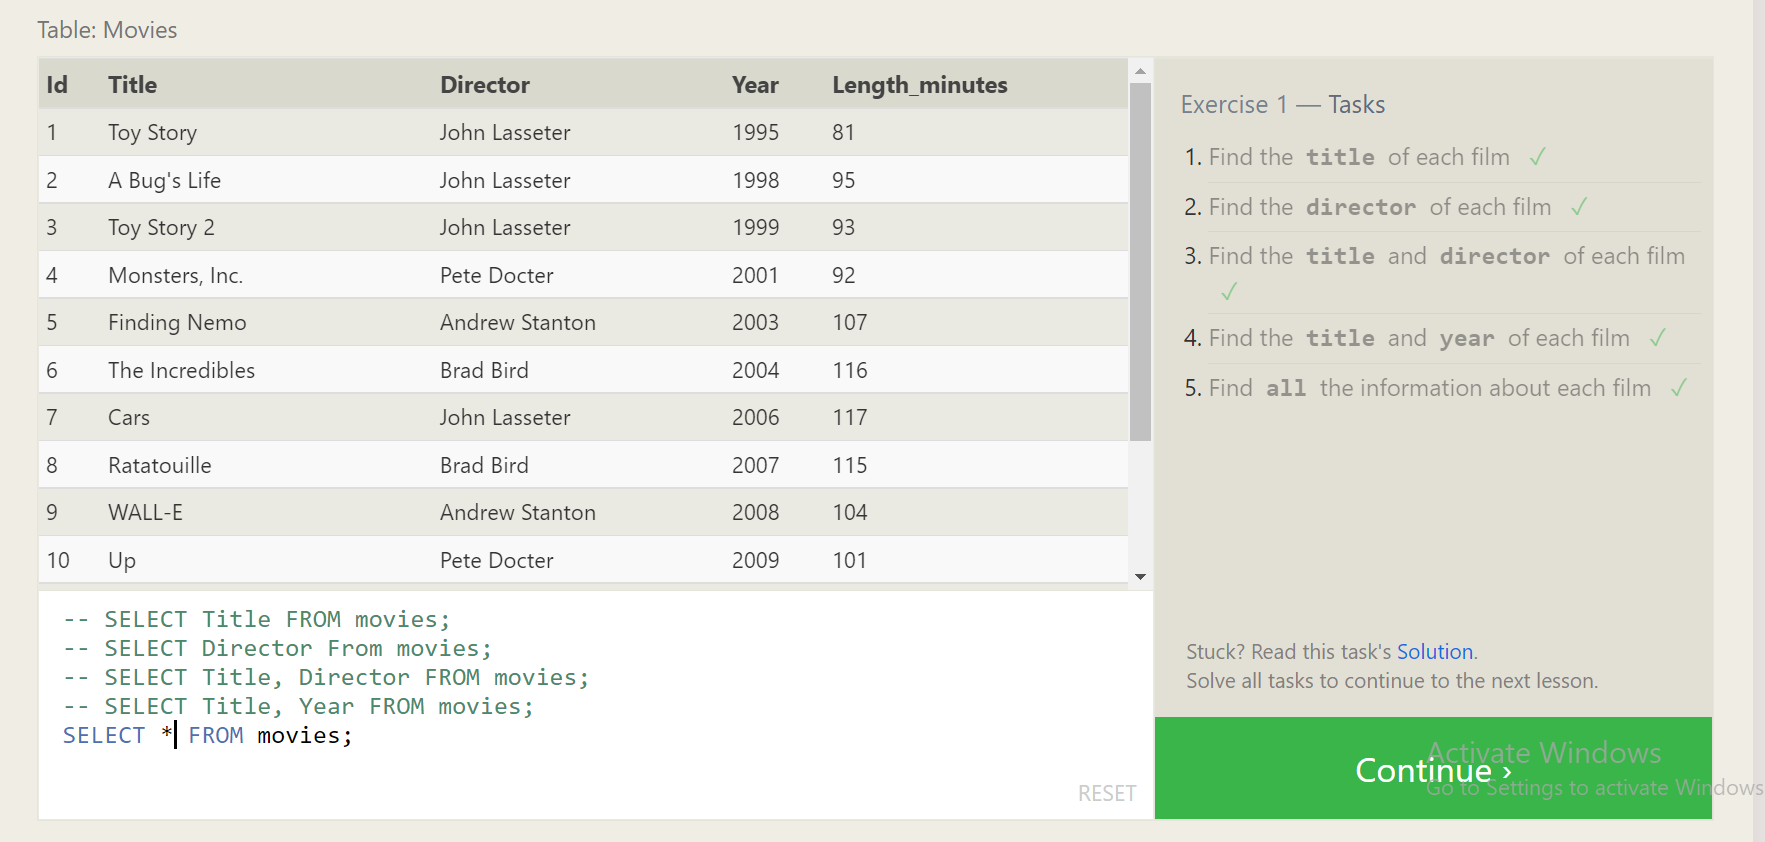 Table: Movies
Id Title Director Year Length_minutes
1 Toy Story John Lasseter 1995 81
2 A Bug's Life John Lasseter 1998 95
3 Toy Story 2 John Lasseter 1999 93
4 Monsters, Inc. Pete Docter 2001 92
5 Finding Nemo Andrew Stanton 2003 107
6 The Incredibles Brad Bird 2004 116
7 Cars John Lasseter 2006 117
8 Ratatouille Brad Bird 2007 115
9 WALL-E Andrew Stanton 2008 104
10 Up Pete Docter 2009 101
-- SELECT Title FROM movies;
-- SELECT Director From movies;
-- SELECT Title, Director FROM movies;
-- SELECT Title, Year FROM movies;
SELECT * FROM movies;
RESET
Exercise 1 — Tasks
1. Find the title of each film ✓
2. Find the director of each film ✓
3. Find the title and director of each film
✓
4. Find the title and year of each film ✓
5. Find all the information about each film ✓
Stuck? Read this task's Solution.
Solve all tasks to continue to the next lesson.
Continue ›
Activate Windows
Go to Settings to activate Windows